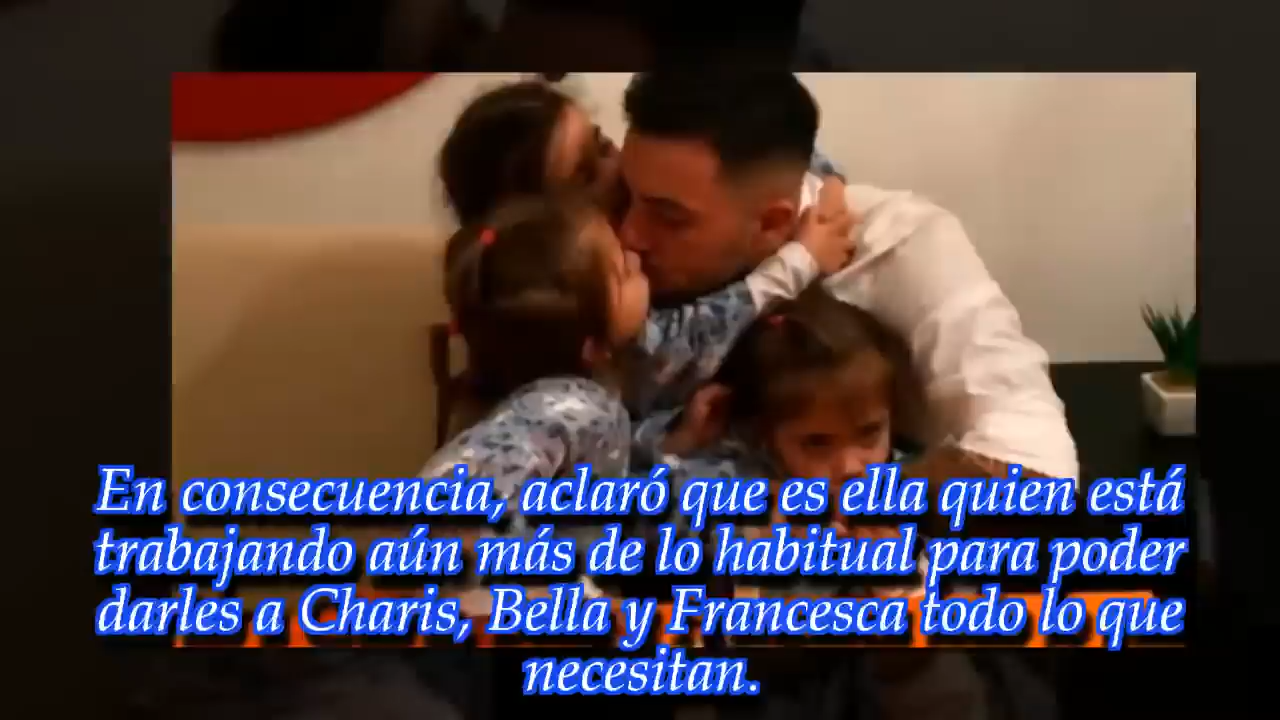 En consecuencia, aclaró que es ella quien está
trabajando aún más de lo habitual para poder
darles a Charis, Bella y Francesca todo lo que
necesitan.